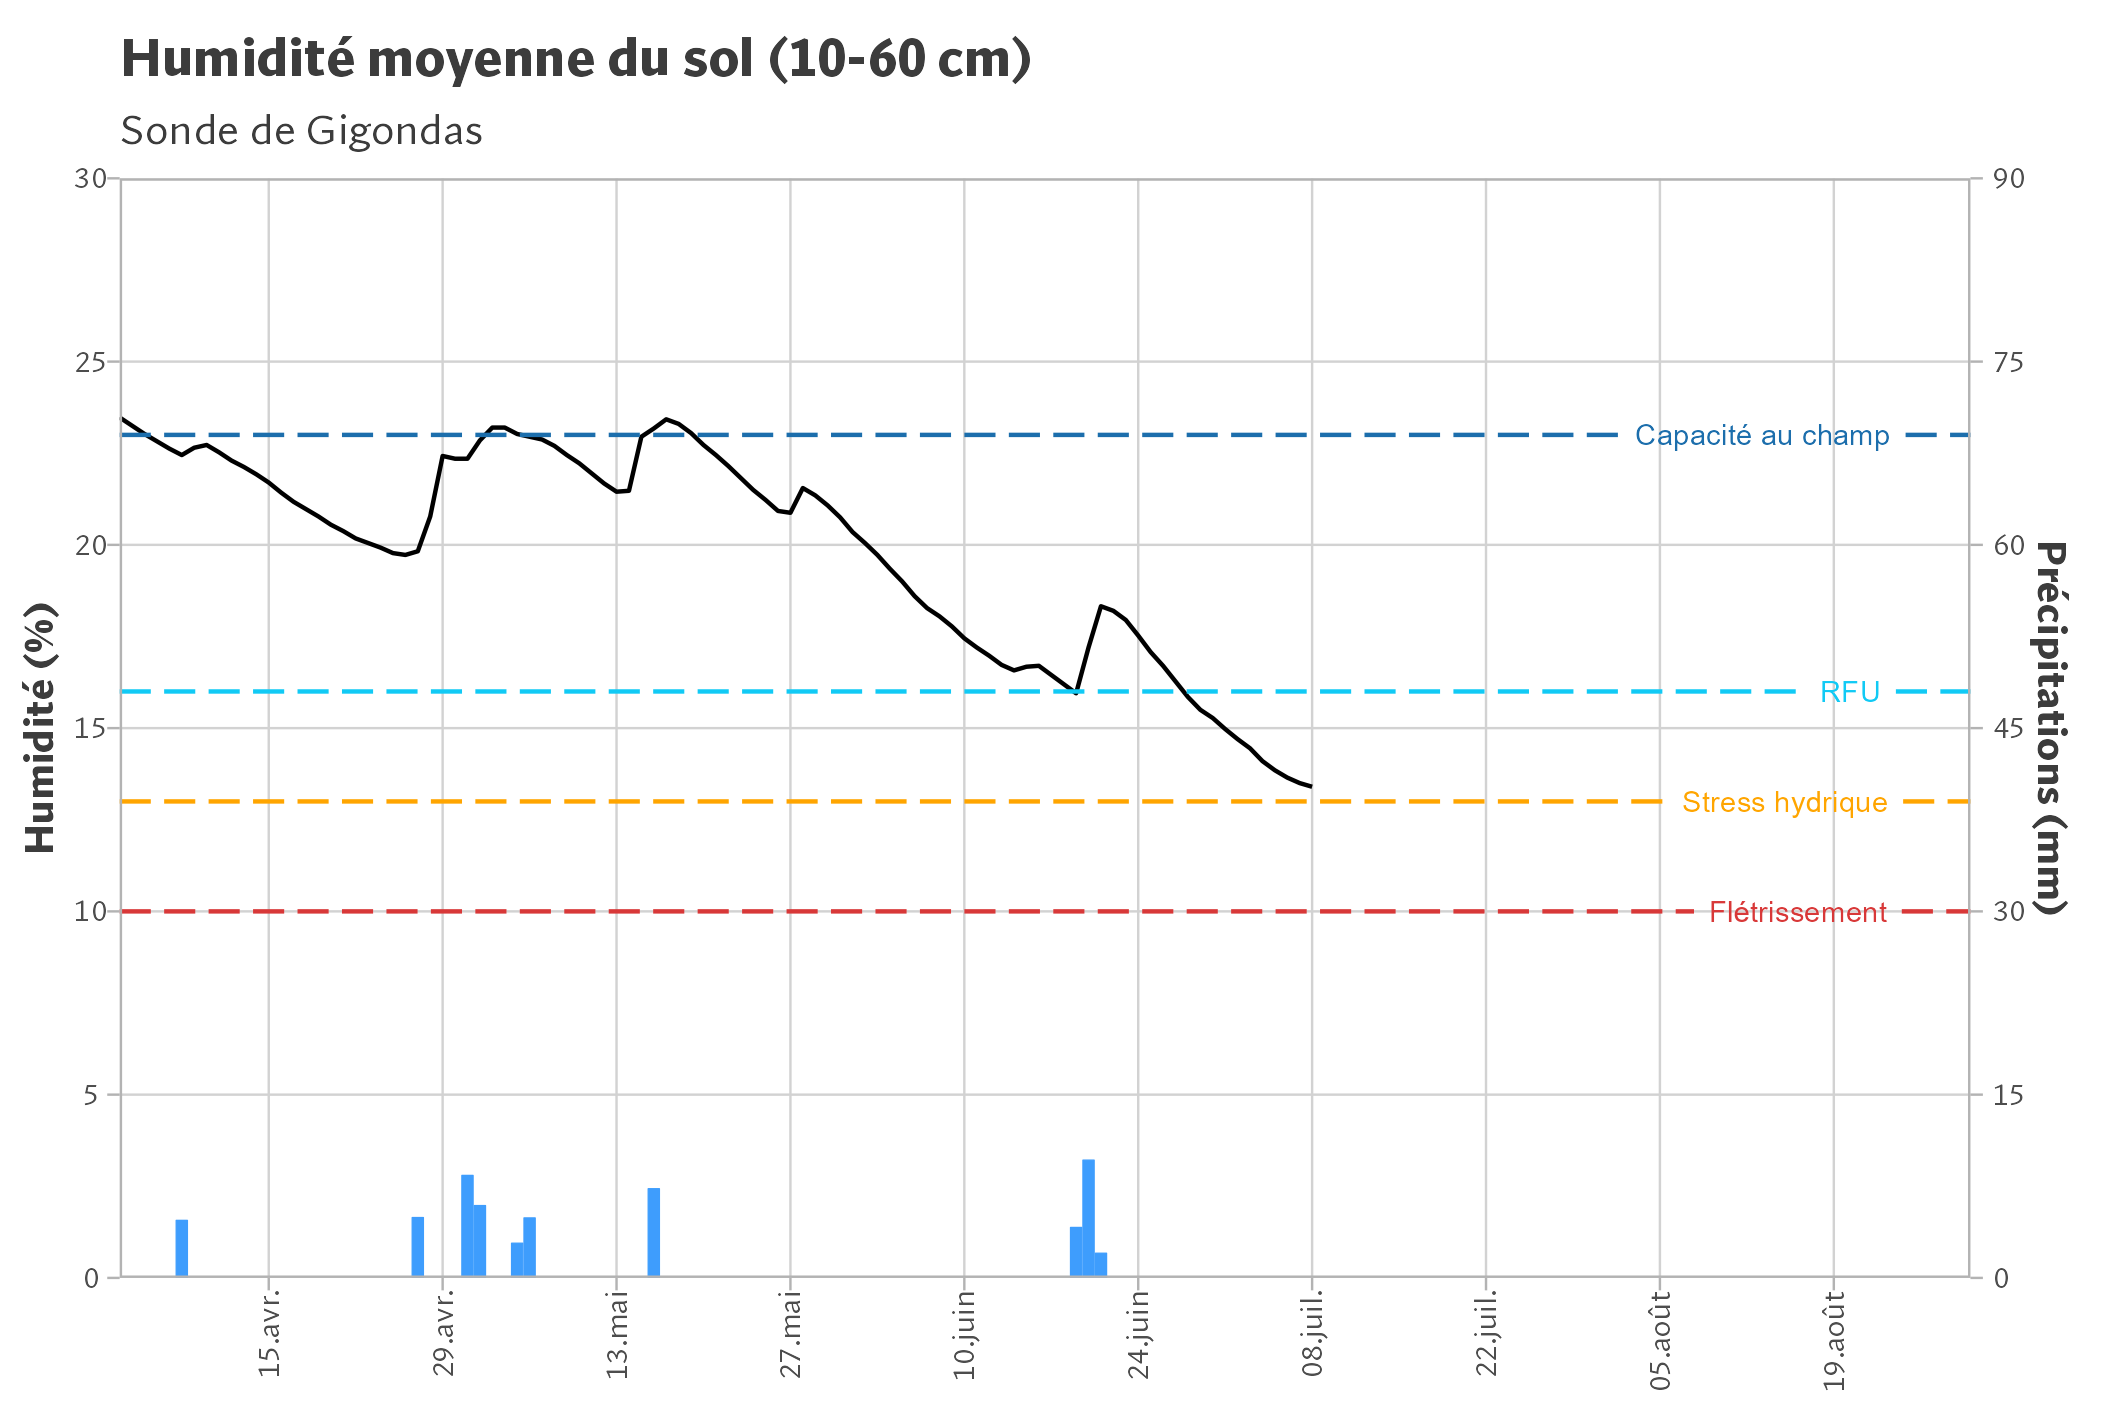 Humidité moyenne du sol (10-60 cm)
Sonde de Gigondas
30
25
20
15
10
5
0
Humidité (%)
90
75
60
45
30
15
0
Précipitations (mm)
Capacité au champ
RFU
Stress hydrique
Flétrissement
15.avr.
29.avr.
13.mai
27.mai
10.juin
24.juin
08.juil.
22.juil.
05.août
19.août